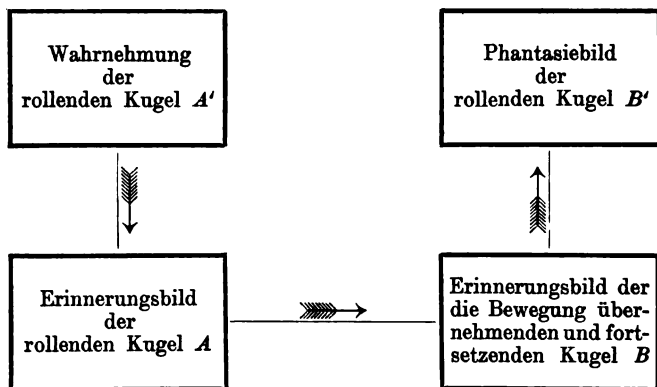 Wahrnehmung
der
rollenden Kugel A'
Phantasiebild
der
rollenden Kugel B'
Erinnerungsbild
der
rollenden Kugel A
Erinnerungsbild der
die Bewegung über-
nehmenden und fort-
setzenden Kugel B